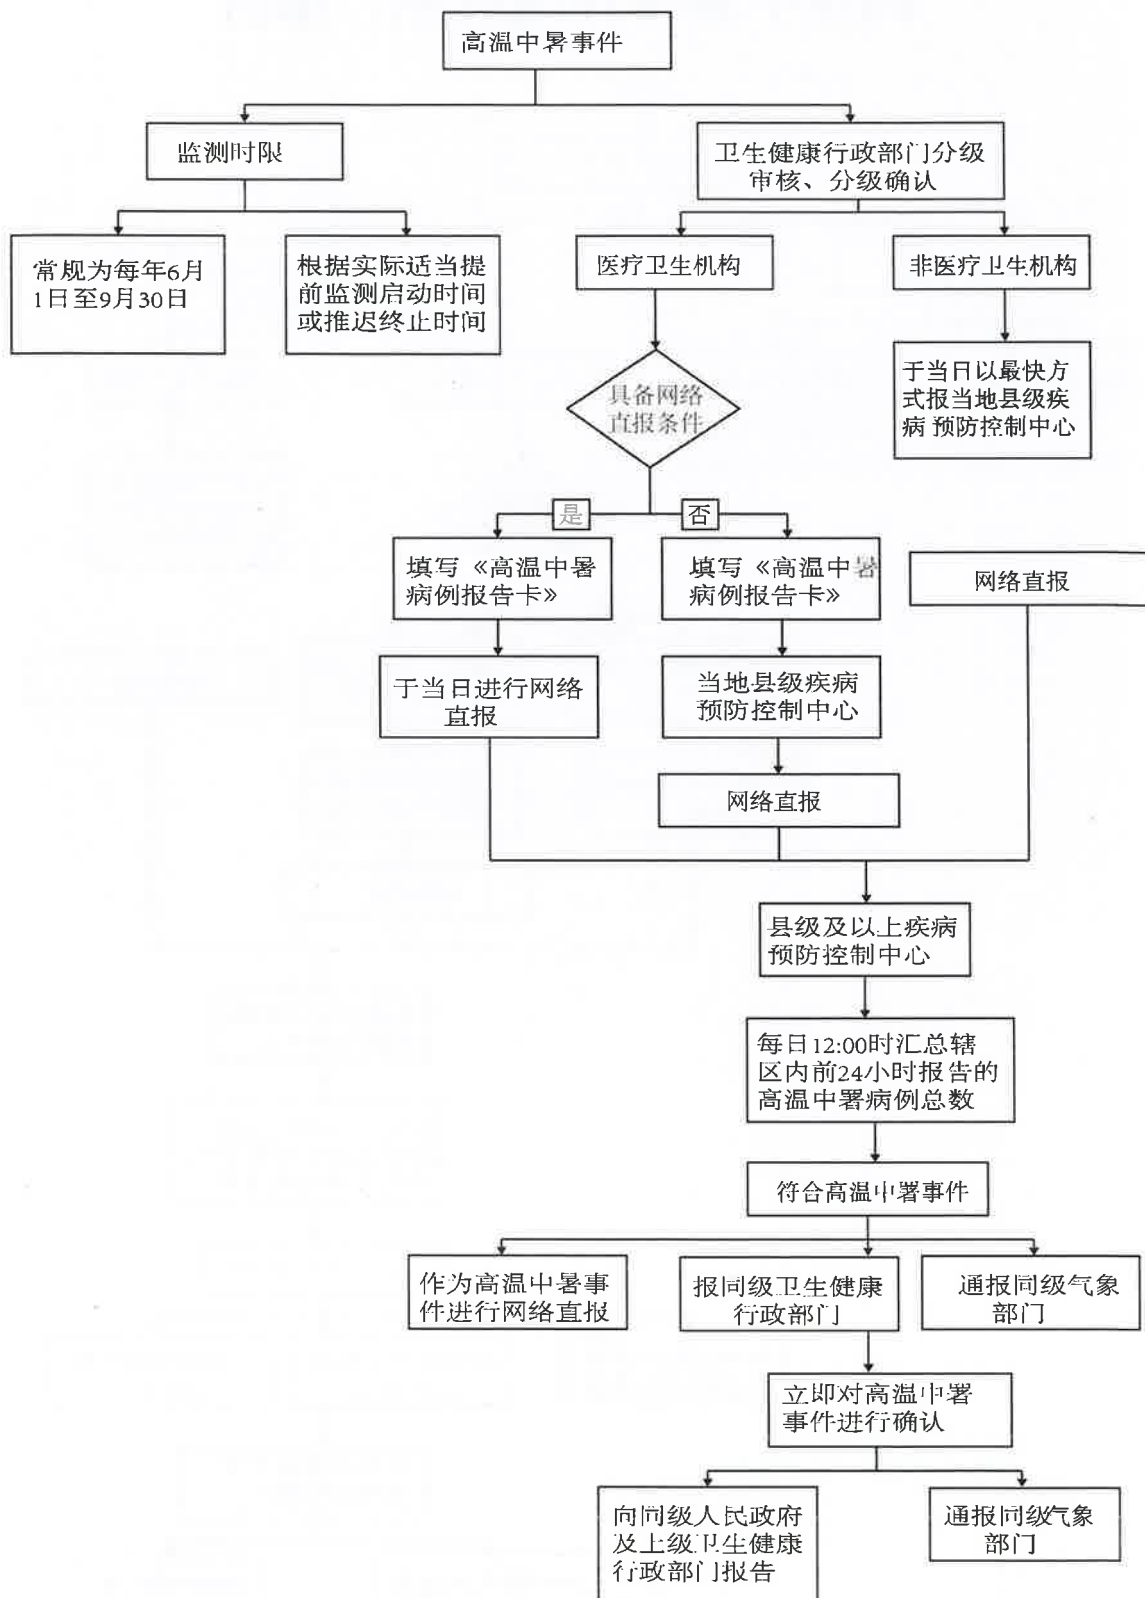 高温中暑事件
监测时限
卫生健康行政部门分级
审核、分级确认
常规为每年6月
1日至9月30日
根据实际适当提
前监测启动时间
或推迟终止时间
医疗卫生机构
非医疗卫生机构
具备网络
直报条件
于当日以最快方
式报当地县级疾
病预防控制中心
是
否
填写《高温中暑
病例报告卡》
填写《高温中暑
病例报告卡》
网络直报
于当日进行网络
直报
当地县级疾病
预防控制中心
网络直报
县级及以上疾病
预防控制中心
每日12:00时汇总辖
区内前24小时报告的
高温中署病例总数
符合高温中署事件
作为高温中暑事
件进行网络直报
报同级卫生健康
行政部门
通报同级气象
部门
立即对高温中署
事件进行确认
向同级人民政府
及上级卫生健康
行政部门报告
通报同级气象
部门